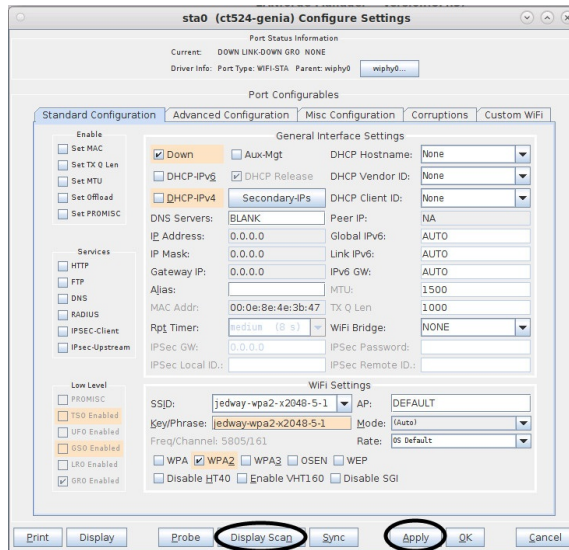 sta0 (ct524-genia) Configure Settings
Port Status Information
Current: DOWN LINK-DOWN GRO NONE
Driver Info: Port Type: WIFI-STA Parent: wiphy0 wiphy0...
Port Configurables
Standard Configuration Advanced Configuration Misc Configuration Corruptions Custom WiFi
Enable
Set MAC
Set TX Q Len
Set MTU
Set Offload
Set PROMISC
Services
HTTP
FTP
DNS
RADIUS
IPSEC-Client
IPsec-Upstream
Low Level
PROMISC
TSO Enabled
UFO Enabled
GSO Enabled
LRO Enabled
GRO Enabled
General Interface Settings
Down Aux-Mgt DHCP Hostname: None
DHCP-IPv6 DHCP Release DHCP Vendor ID: None
DHCP-IPv4 Secondary-IPs DHCP Client ID: None
DNS Servers: BLANK Peer IP: NA
IP Address: 0.0.0.0 Global IPv6: AUTO
IP Mask: 0.0.0.0 Link IPv6: AUTO
Gateway IP: 0.0.0.0 IPv6 GW: AUTO
Alias: MTU: 1500
MAC Addr: 00:0e:8e:4e:3b:47 TX Q Len 1000
Rpt Timer: medium (8 s) WiFi Bridge: NONE
IPSec GW: 0.0.0.0 IPSec Password:
IPSec Local ID.: IPSec Remote ID.:
WiFi Settings
SSID: jedway-wpa2-x2048-5-1 AP: DEFAULT
Key/Phrase: jedway-wpa2-x2048-5-1 Mode: (Auto)
Freq/Channel: 5805/161 Rate: OS Default
WPA WPA2 WPA3 OSEN WEP
Disable HT40 Enable VHT160 Disable SGI
Print Display Probe Display Scan Sync Apply OK Cancel